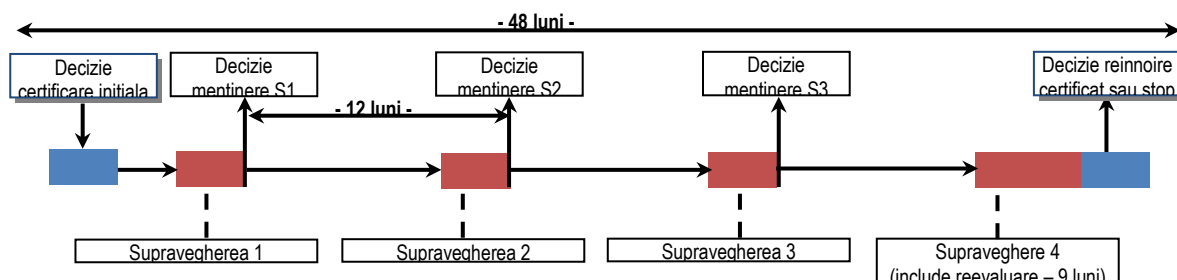 - 48 luni -
Decizie
certificare initiala
Decizie
mentinere S1
Decizie
mentinere S2
Decizie
mentinere S3
Decizie reinnoire
certificat sau stop
- 12 luni -
Supravegherea 1
Supravegherea 2
Supravegherea 3
Supraveghere 4
(include reevaluare – 9 luni)